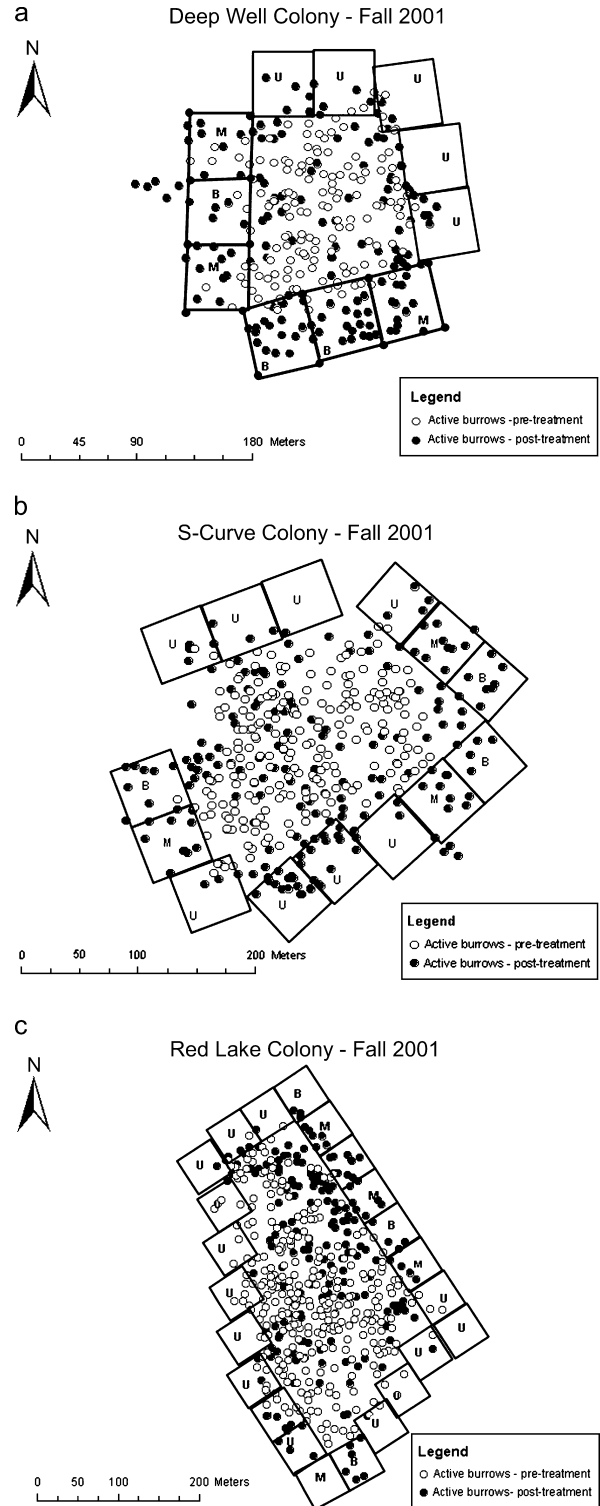 a
Deep Well Colony - Fall 2001
N
U U U
M U
B U
M
M
B B
Legend
Active burrows -pre-treatment
Active burrows - post-treatment
0 45 90 180 Meters
b
S-Curve Colony - Fall 2001
N
U U U U
M
B
B B
M M
U U U U
Legend
Active burrows - pre-treatment
Active burrows - post-treatment
0 50 100 200 Meters
c
Red Lake Colony - Fall 2001
N
B
U
U M
U
U M
B
U M
U U
U U
U U
U
U
B
M
Legend
Active burrows - pre-treatment
Active burrows- post-treatment
0 50 100 200 Meters